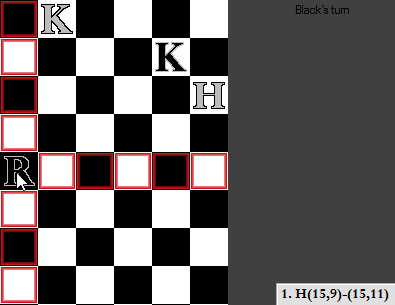 Black's turn
K
K
H
R
1. H(15,9)-(15,11)